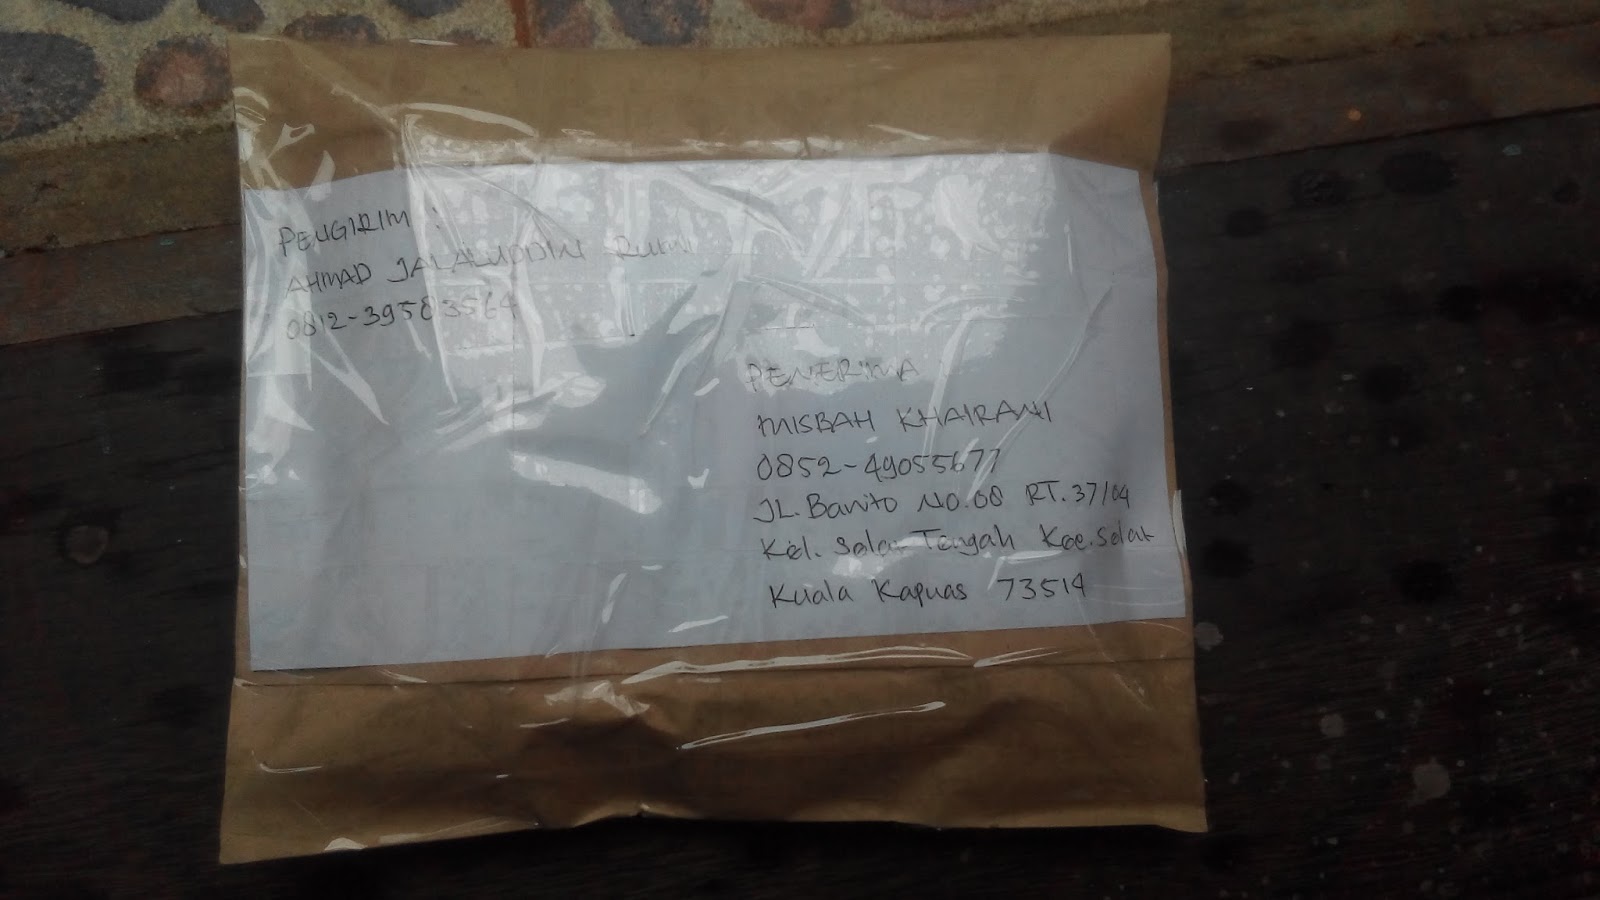 PENGIRIM :
AHMAD JALALUDDIN RUMI
0812-39583564
PENERIMA
MISBAH KHAIRANI
0852-49055677
JL. Barito No.08 RT.37/04
Kel. Selat Tengah Kec. Selat
Kuala Kapuas 73514